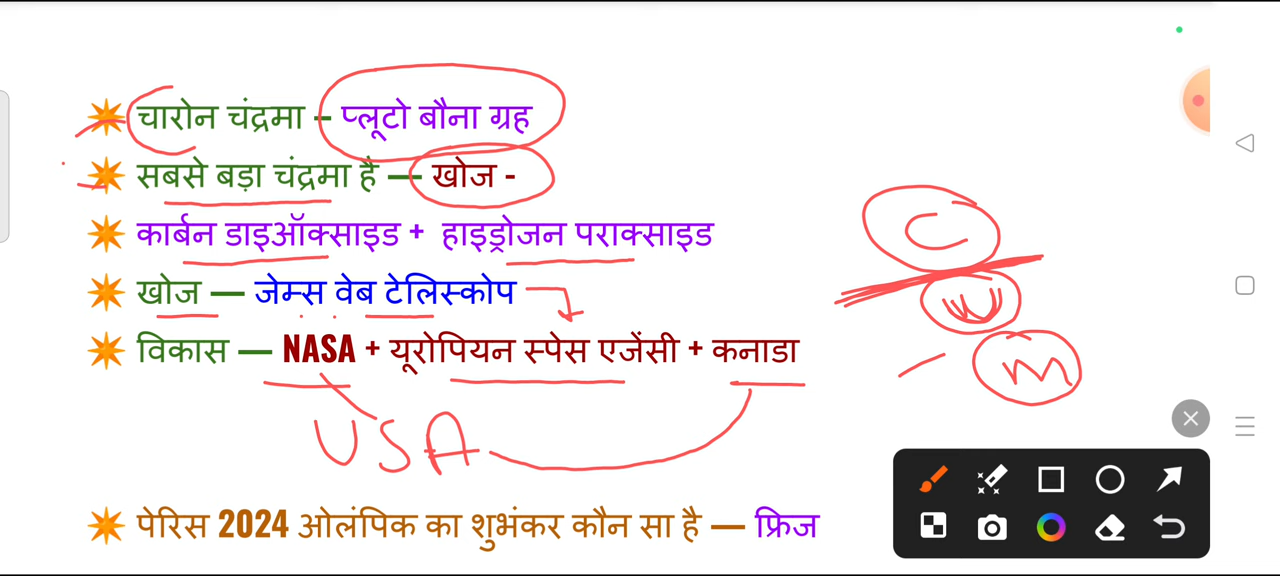 चारोन चंद्रमा – प्लूटो बौना ग्रह
सबसे बड़ा चंद्रमा है — खोज -
कार्बन डाइऑक्साइड + हाइड्रोजन पराक्साइड
खोज — जेम्स वेब टेलिस्कोप
विकास — NASA + यूरोपियन स्पेस एजेंसी + कनाडा
USA
पेरिस 2024 ओलंपिक का शुभंकर कौन सा है — फ्रिज
C
m